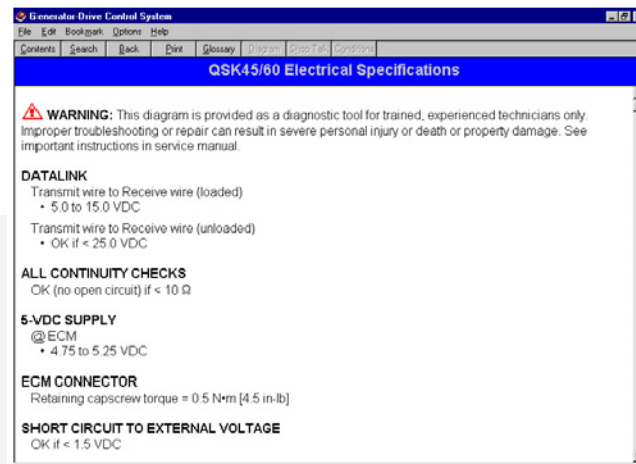 Generator-Drive Control System
File Edit Bookmark Options Help
Contents Search Back Print Glossary Diagram Shop Talk Conditions
QSK45/60 Electrical Specifications
WARNING: This diagram is provided as a diagnostic tool for trained, experienced technicians only.
Improper troubleshooting or repair can result in severe personal injury or death or property damage. See
important instructions in service manual.
DATALINK
Transmit wire to Receive wire (loaded)
• 5.0 to 15.0 VDC
Transmit wire to Receive wire (unloaded)
• OK if < 25.0 VDC
ALL CONTINUITY CHECKS
OK (no open circuit) if < 10 Ω
5-VDC SUPPLY
@ECM
• 4.75 to 5.25 VDC
ECM CONNECTOR
Retaining capscrew torque = 0.5 N•m [4.5 in-lb]
SHORT CIRCUIT TO EXTERNAL VOLTAGE
OK if < 1.5 VDC